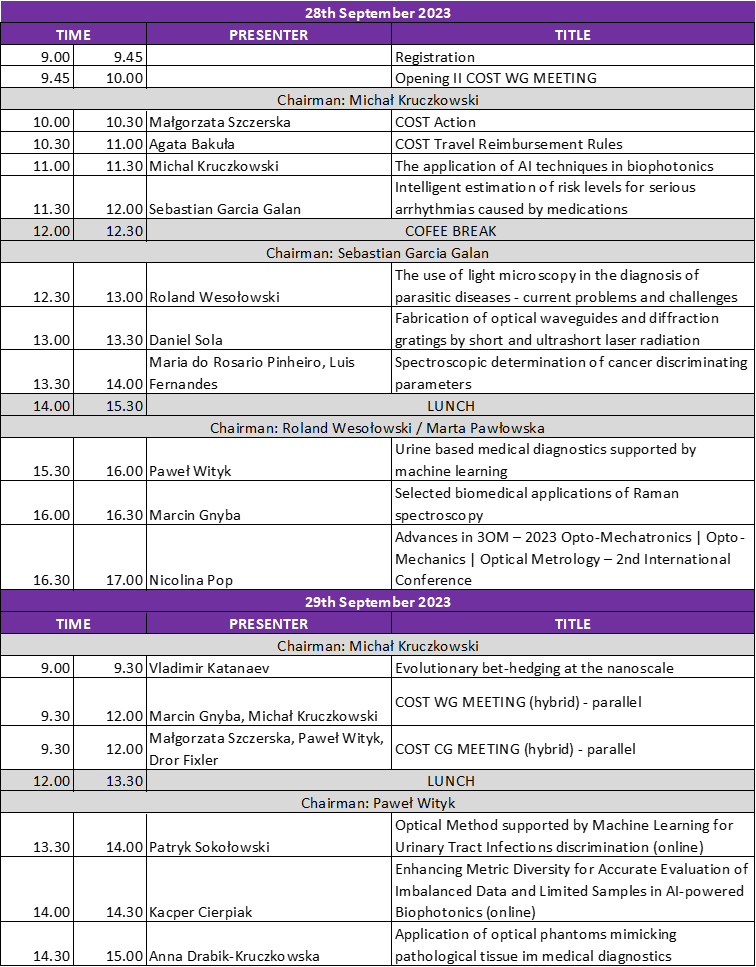 28th September 2023
TIME PRESENTER TITLE
9.00 9.45 Registration
9.45 10.00 Opening II COST WG MEETING
Chairman: Michał Kruczkowski
10.00 10.30 Małgorzata Szczerska COST Action
10.30 11.00 Agata Bakuła COST Travel Reimbursement Rules
11.00 11.30 Michal Kruczkowski The application of AI techniques in biophotonics
Intelligent estimation of risk levels for serious
11.30 12.00 Sebastian Garcia Galan arrhythmias caused by medications
12.00 12.30 COFEE BREAK
Chairman: Sebastian Garcia Galan
The use of light microscopy in the diagnosis of
12.30 13.00 Roland Wesołowski parasitic diseases - current problems and challenges
Fabrication of optical waveguides and diffraction
13.00 13.30 Daniel Sola gratings by short and ultrashort laser radiation
Maria do Rosario Pinheiro, Luis Spectroscopic determination of cancer discriminating
13.30 14.00 Fernandes parameters
14.00 15.30 LUNCH
Chairman: Roland Wesołowski / Marta Pawłowska
Urine based medical diagnostics supported by
15.30 16.00 Paweł Wityk machine learning
Selected biomedical applications of Raman
16.00 16.30 Marcin Gnyba spectroscopy
Advances in 3OM – 2023 Opto-Mechatronics | Opto-
Mechanics | Optical Metrology – 2nd International
16.30 17.00 Nicolina Pop Conference
29th September 2023
TIME PRESENTER TITLE
Chairman: Michał Kruczkowski
9.00 9.30 Vladimir Katanaev Evolutionary bet-hedging at the nanoscale
9.30 12.00 Marcin Gnyba, Michał Kruczkowski COST WG MEETING (hybrid) - parallel
Małgorzata Szczerska, Paweł Wityk,
9.30 12.00 Dror Fixler COST CG MEETING (hybrid) - parallel
12.00 13.30 LUNCH
Chairman: Paweł Wityk
Optical Method supported by Machine Learning for
13.30 14.00 Patryk Sokołowski Urinary Tract Infections discrimination (online)
Enhancing Metric Diversity for Accurate Evaluation of
Imbalanced Data and Limited Samples in AI-powered
14.00 14.30 Kacper Cierpiak Biophotonics (online)
Application of optical phantoms mimicking
14.30 15.00 Anna Drabik-Kruczkowska pathological tissue im medical diagnostics